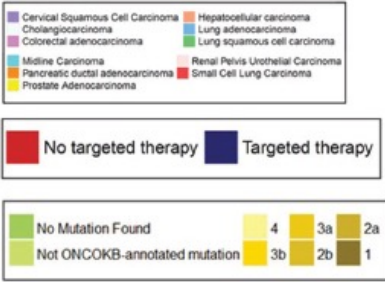 Cervical Squamous Cell Carcinoma Hepatocellular carcinoma
Cholangiocarcinoma Lung adenocarcinoma
Colorectal adenocarcinoma Lung squamous cell carcinoma
Midline Carcinoma Renal Pelvis Urothelial Carcinoma
Pancreatic ductal adenocarcinoma Small Cell Lung Carcinoma
Prostate Adenocarcinoma
No targeted therapy Targeted therapy
No Mutation Found 4 3a 2a
Not ONCOKB-annotated mutation 3b 2b 1